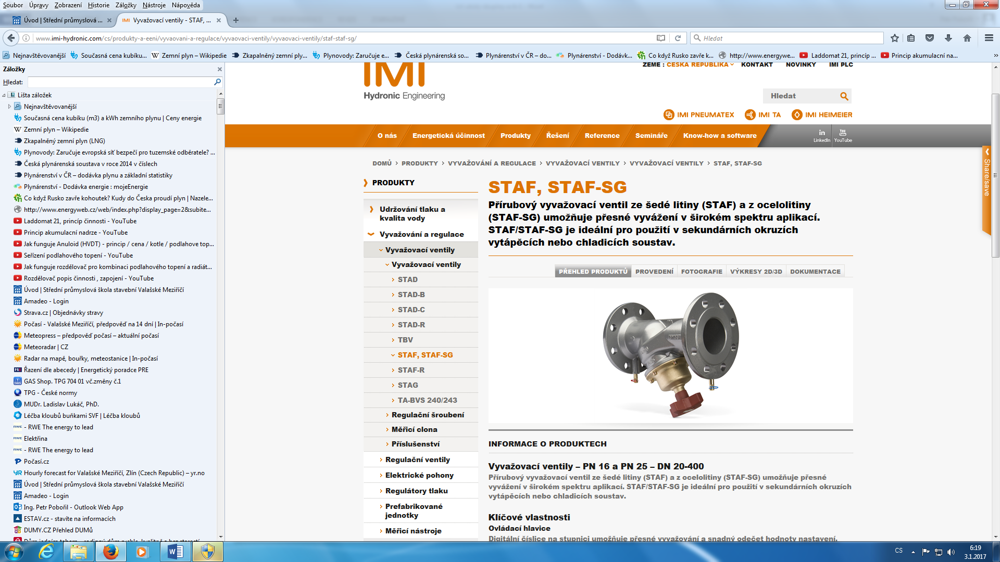 Soubor Úpravy Zobrazení Historie Záložky Nástroje Nápověda
Úvod | Střední průmyslová ... Vyvažovací ventily - STAF, ...
www.imi-hydronic.com/cs/produkty-a-eeni/vyvaovani-a-regulace/vyvaovaci-ventily/vyvaovaci-ventily/staf-staf-sg/ Hledat
Nejnavštěvovanější Současná cena kubíku... Zemní plyn – Wikipedie Zkapalněný zemní ply... Plynovody: Zaručuje e... Česká plynárenská so... Plynárenství v ČR – do... Plynárenství - Dodávk... Co když Rusko zavře k... http://www.energywe... Laddomat 21, princíp ... Princip akumulacní na... »
Záložky
Hledat:
Lišta záložek
Nejnavštěvovanější
Současná cena kubíku (m3) a kWh zemního plynu | Ceny energie
Zemní plyn – Wikipedie
Zkapalněný zemní plyn (LNG)
Plynovody: Zaručuje evropská síť bezpečí pro tuzemské odběratele? ...
Česká plynárenská soustava v roce 2014 v číslech
Plynárenství v ČR – dodávka plynu a základní statistiky
Plynárenství - Dodávka energie : mojeEnergie
Co když Rusko zavře kohoutek? Kudy do Česka proudí plyn | Nazele...
http://www.energyweb.cz/web/index.php?display_page=2&subite...
Laddomat 21, princíp činnosti - YouTube
Princip akumulacní nadrze - YouTube
Jak funguje Anuloid (HVDT) - princip / cena / kotle / podlahove top...
Seřízení podlahového topení - YouTube
Jak funguje rozdělovač pro kombinaci podlahového topení a radiát...
Rozdělovač popis činnosti , zapojení - YouTube
Úvod | Střední průmyslová škola stavební Valašské Meziříčí
Amadeo - Login
Strava.cz | Objednávky stravy
Počasí - Valašské Meziříčí, předpověď na 14 dní | In-počasí
Meteopress – předpověď počasí – aktuální počasí
Meteoradar | CZ
Radar na mapě, bouřky, meteostanice | In-počasí
Řazení dle abecedy | Energetický poradce PRE
GAS Shop. TPG 704 01 vč.změny č.1
TPG - České normy
MUDr. Ladislav Lukáč, PhD.
Léčba kloubů buňkami SVF | Léčba kloubů
- RWE The energy to lead
Elektřina
- RWE The energy to lead
Počasí.cz
Hourly forecast for Valašské Meziříčí, Zlín (Czech Republic) – yr.no
Úvod | Střední průmyslová škola stavební Valašské Meziříčí
Amadeo - Login
Ing. Petr Pobořil - Outlook Web App
ESTAV.cz - stavíte na informacích
DUMY.CZ Přehled DUMů
IMI
Hydronic Engineering
ZEMĚ : ČESKÁ REPUBLIKA KONTAKT NOVINKY IMI PLC
Hledat
IMI PNEUMATEX IMI TA IMI HEIMEIER
O nás Energetická účinnost Produkty Řešení Reference Semináře Know-how a software LinkedIn YouTube
Share/save
DOMŮ > PRODUKTY > VYVAŽOVÁNÍ A REGULACE > VYVAŽOVACÍ VENTILY > VYVAŽOVACÍ VENTILY > STAF, STAF-SG
PRODUKTY
Udržování tlaku a
kvalita vody
Vyvažování a regulace
Vyvažovací ventily
Vyvažovací ventily
STAD
STAD-B
STAD-C
STAD-R
TBV
STAF, STAF-SG
STAF-R
STAG
TA-BVS 240/243
Regulační šroubení
Měřicí clona
Příslušenství
Regulační ventily
Elektrické pohony
Regulátory tlaku
Prefabrikované
jednotky
Měřicí nástroje
STAF, STAF-SG
Přírubový vyvažovací ventil ze šedé litiny (STAF) a z ocelolitiny
(STAF-SG) umožňuje přesné vyvážení v širokém spektru aplikací.
STAF/STAF-SG je ideální pro použití v sekundárních okruzích
vytápěcích nebo chladicích soustav.
PŘEHLED PRODUKTŮ PROVEDENÍ FOTOGRAFIE VÝKRESY 2D/3D DOKUMENTACE
INFORMACE O PRODUKTECH
Vyvažovací ventily – PN 16 a PN 25 – DN 20-400
Přírubový vyvažovací ventil ze šedé litiny (STAF) a z ocelolitiny (STAF-SG) umožňuje přesné
vyvážení v širokém spektru aplikací. STAF/STAF-SG je ideální pro použití v sekundárních okruzích
vytápěcích nebo chladicích soustav.
Klíčové vlastnosti
Ovládací hlavice
Digitální číslice na stupnici umožňuje přesné vyvažování a snadný odečet hodnoty nastavení.
CS 6:19
3.1.2017